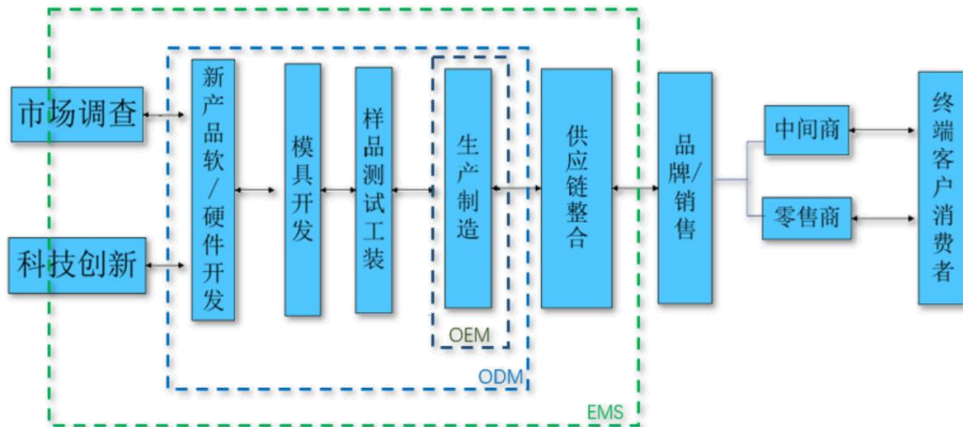 市场调查
科技创新
新产品软/硬件开发
模具开发
样品测试工装
生产制造
OEM
ODM
供应链整合
EMS
品牌/销售
中间商
零售商
终端客户消费者